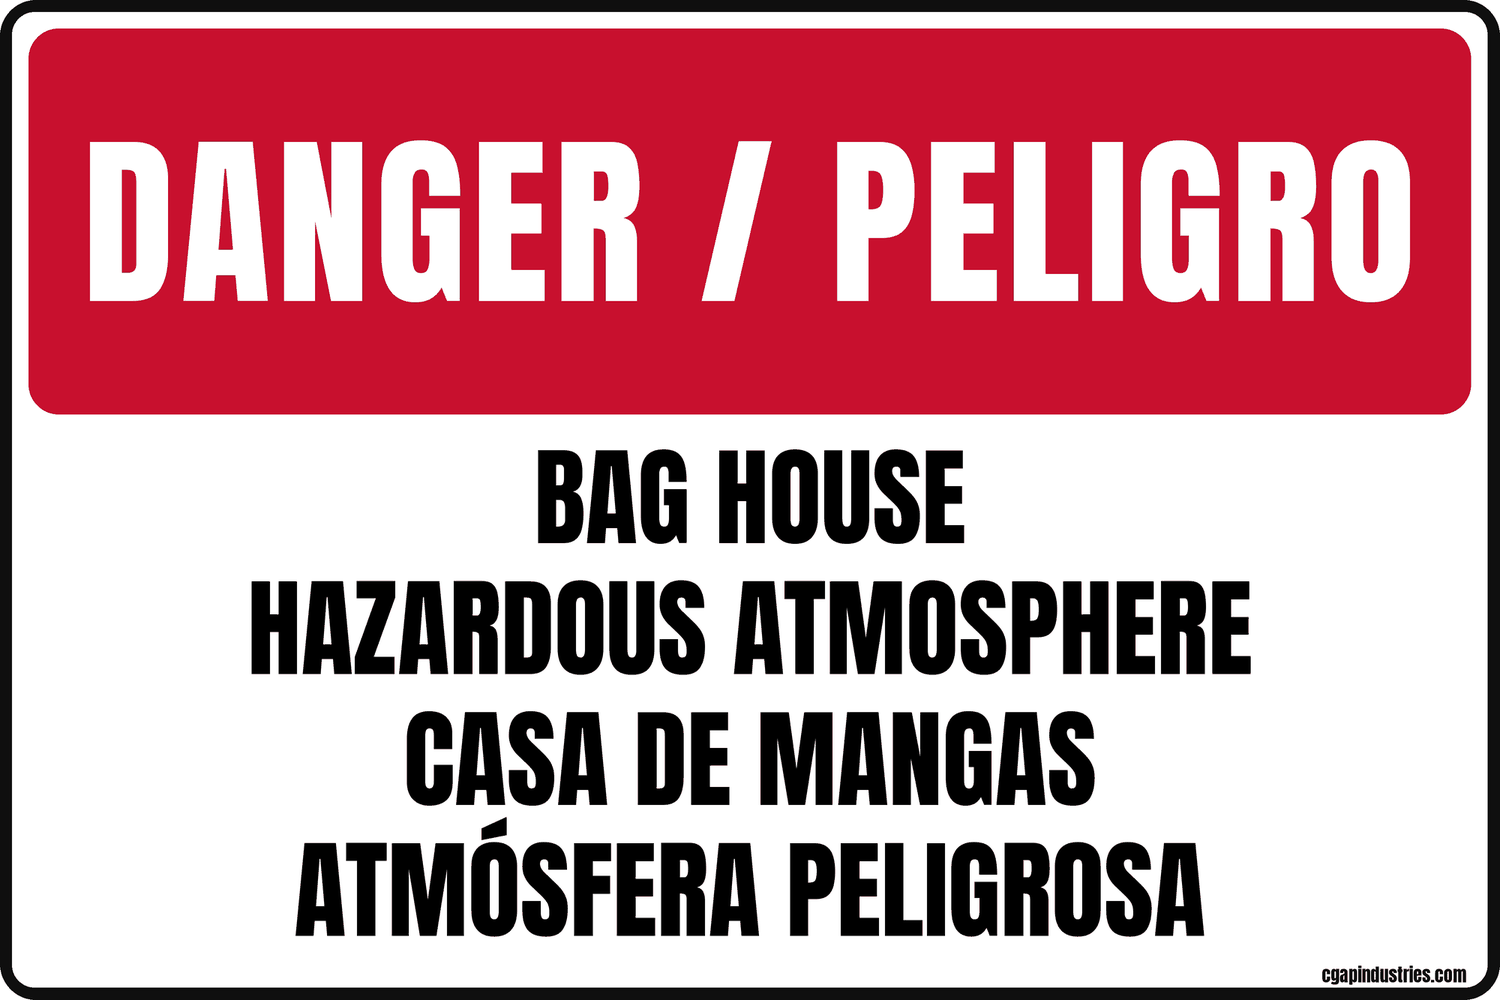 DANGER / PELIGRO
BAG HOUSE
HAZARDOUS ATMOSPHERE
CASA DE MANGAS
ATMÓSFERA PELIGROSA
cgapindustries.com